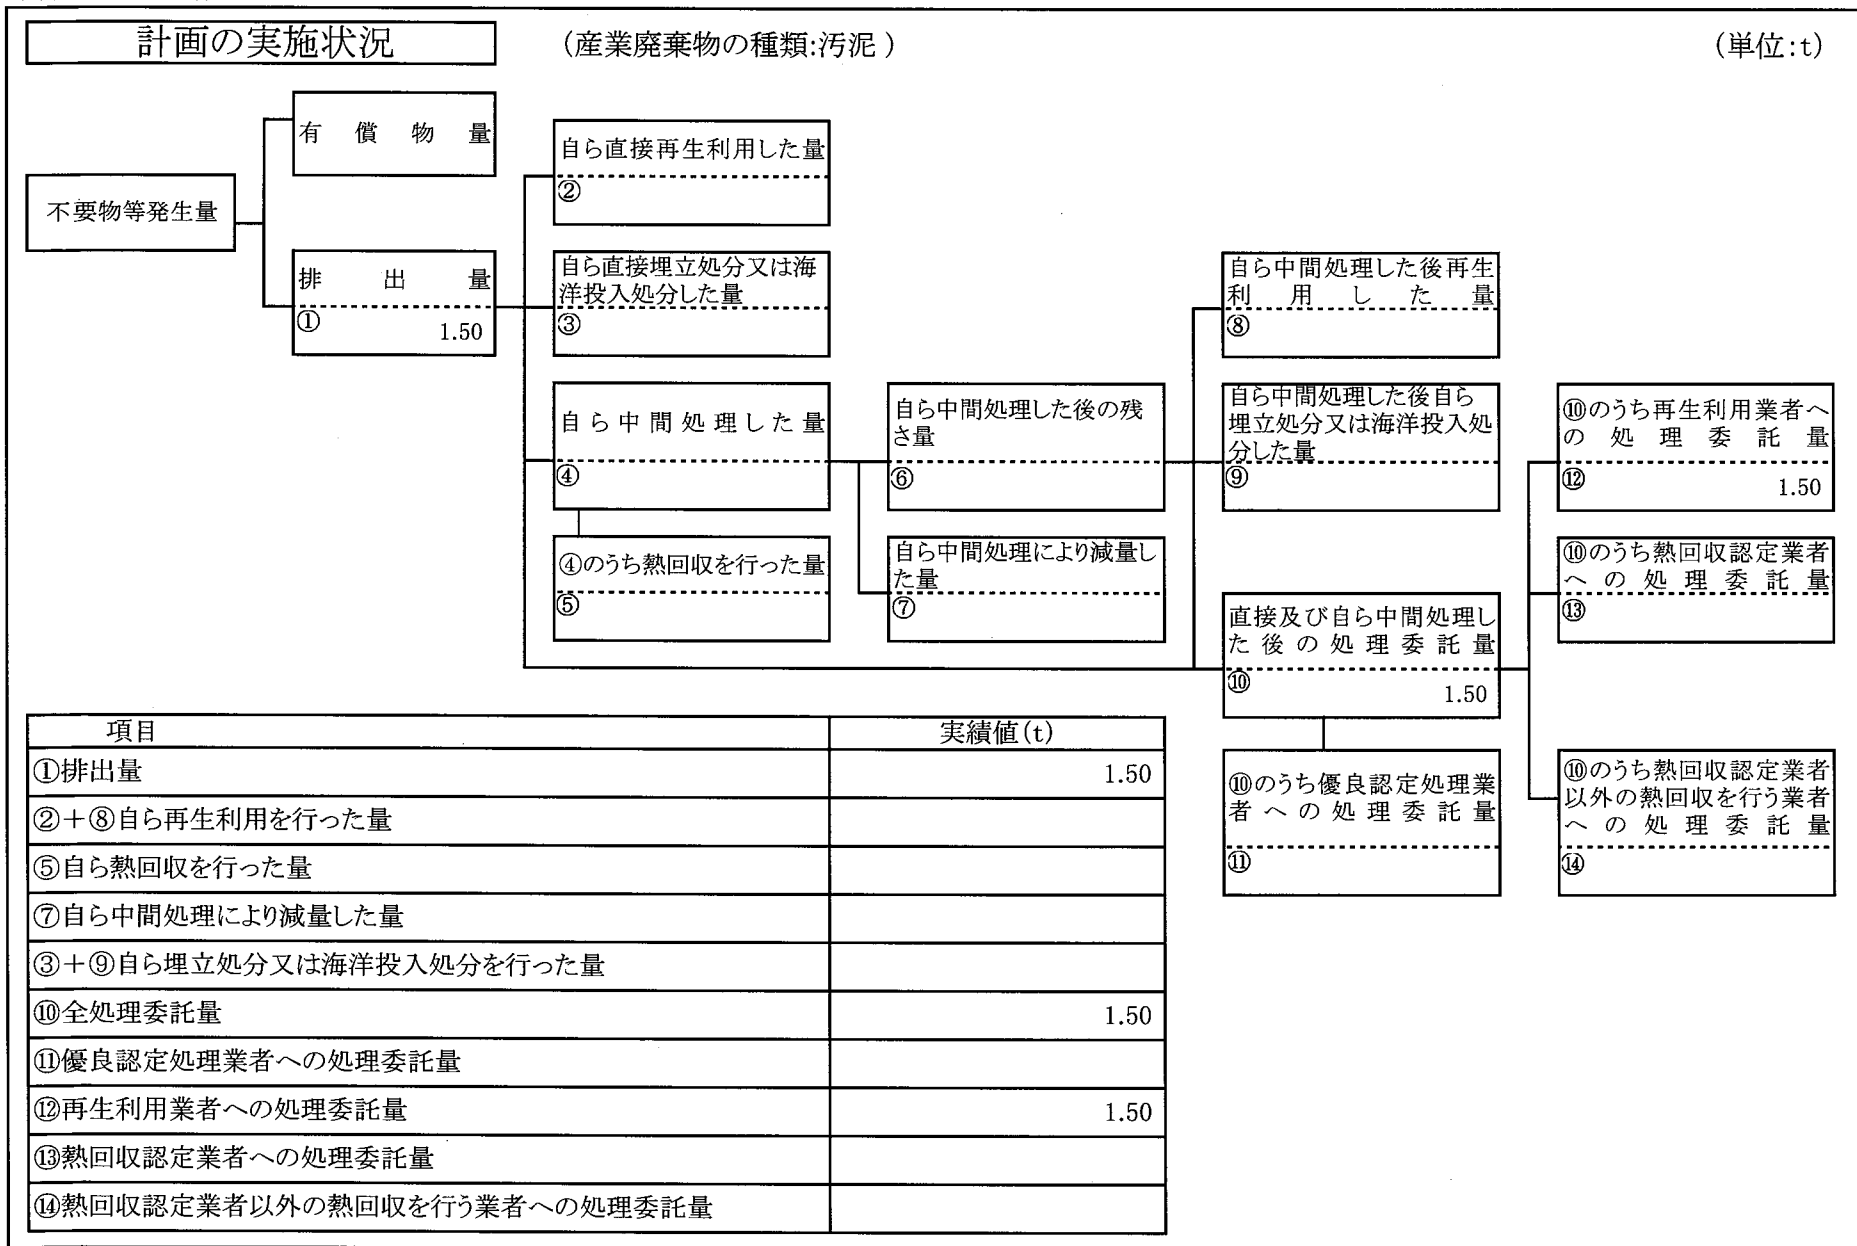 計画の実施状況
(産業廃棄物の種類:汚泥 )
(単位:t)
不要物等発生量
有償物量
排出量
①
1.50
自ら直接再生利用した量
②
自ら直接埋立処分又は海
洋投入処分した量
③
自ら中間処理した量
④
④のうち熱回収を行った量
⑤
自ら中間処理した後の残
さ量
⑥
自ら中間処理により減量し
た量
⑦
自ら中間処理した後再生
利用した量
⑧
自ら中間処理した後自ら
埋立処分又は海洋投入処
分した量
⑨
直接及び自ら中間処理し
た後の処理委託量
⑩
1.50
⑩のうち優良認定処理業
者への処理委託量
⑪
⑩のうち再生利用業者へ
の処理委託量
⑫
1.50
⑩のうち熱回収認定業者
への処理委託量
⑬
⑩のうち熱回収認定業者
以外の熱回収を行う業者
への処理委託量
⑭
項目 実績値(t)
①排出量 1.50
②+⑧自ら再生利用を行った量
⑤自ら熱回収を行った量
⑦自ら中間処理により減量した量
③+⑨自ら埋立処分又は海洋投入処分を行った量
⑩全処理委託量 1.50
⑪優良認定処理業者への処理委託量
⑫再生利用業者への処理委託量 1.50
⑬熱回収認定業者への処理委託量
⑭熱回収認定業者以外の熱回収を行う業者への処理委託量